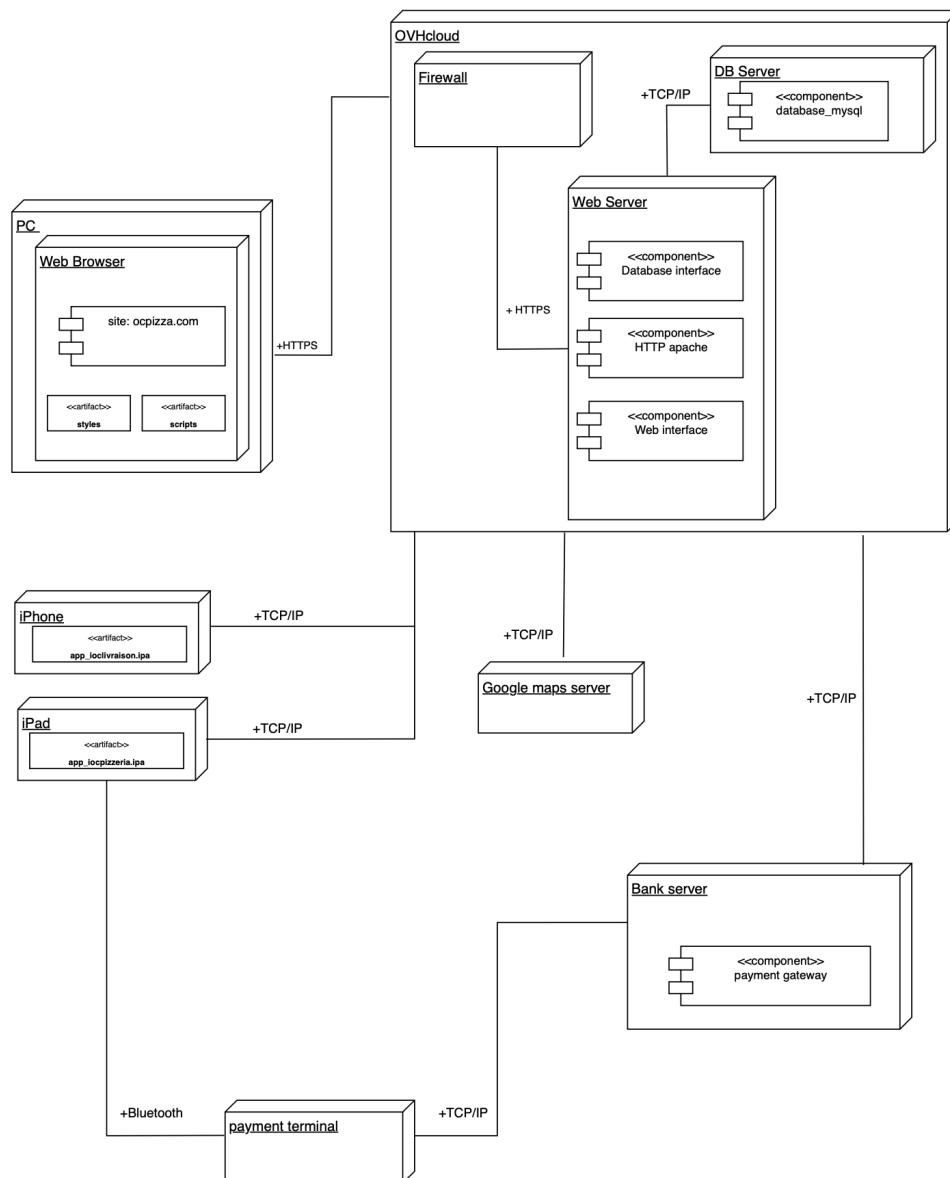 OVHcloud
Firewall
DB Server
<<component>>
database_mysql
+TCP/IP
Web Server
<<component>>
Database interface
<<component>>
HTTP apache
<<component>>
Web interface
+ HTTPS
PC
Web Browser
site: ocpizza.com
<<artifact>>
styles
<<artifact>>
scripts
+HTTPS
iPhone
<<artifact>>
app_ioclivraison.ipa
+TCP/IP
iPad
<<artifact>>
app_iocpizzeria.ipa
+TCP/IP
+TCP/IP
Google maps server
+TCP/IP
Bank server
<<component>>
payment gateway
+Bluetooth
payment terminal
+TCP/IP